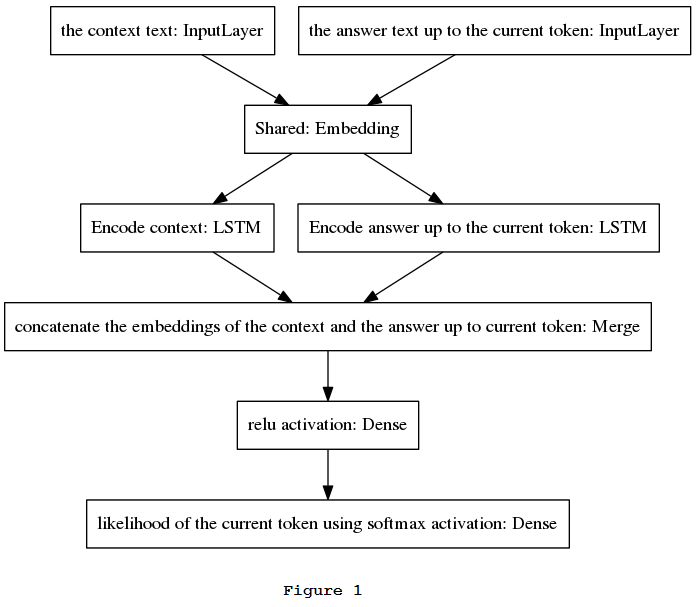 the context text: InputLayer
the answer text up to the current token: InputLayer
Shared: Embedding
Encode context: LSTM
Encode answer up to the current token: LSTM
concatenate the embeddings of the context and the answer up to current token: Merge
relu activation: Dense
likelihood of the current token using softmax activation: Dense
Figure 1